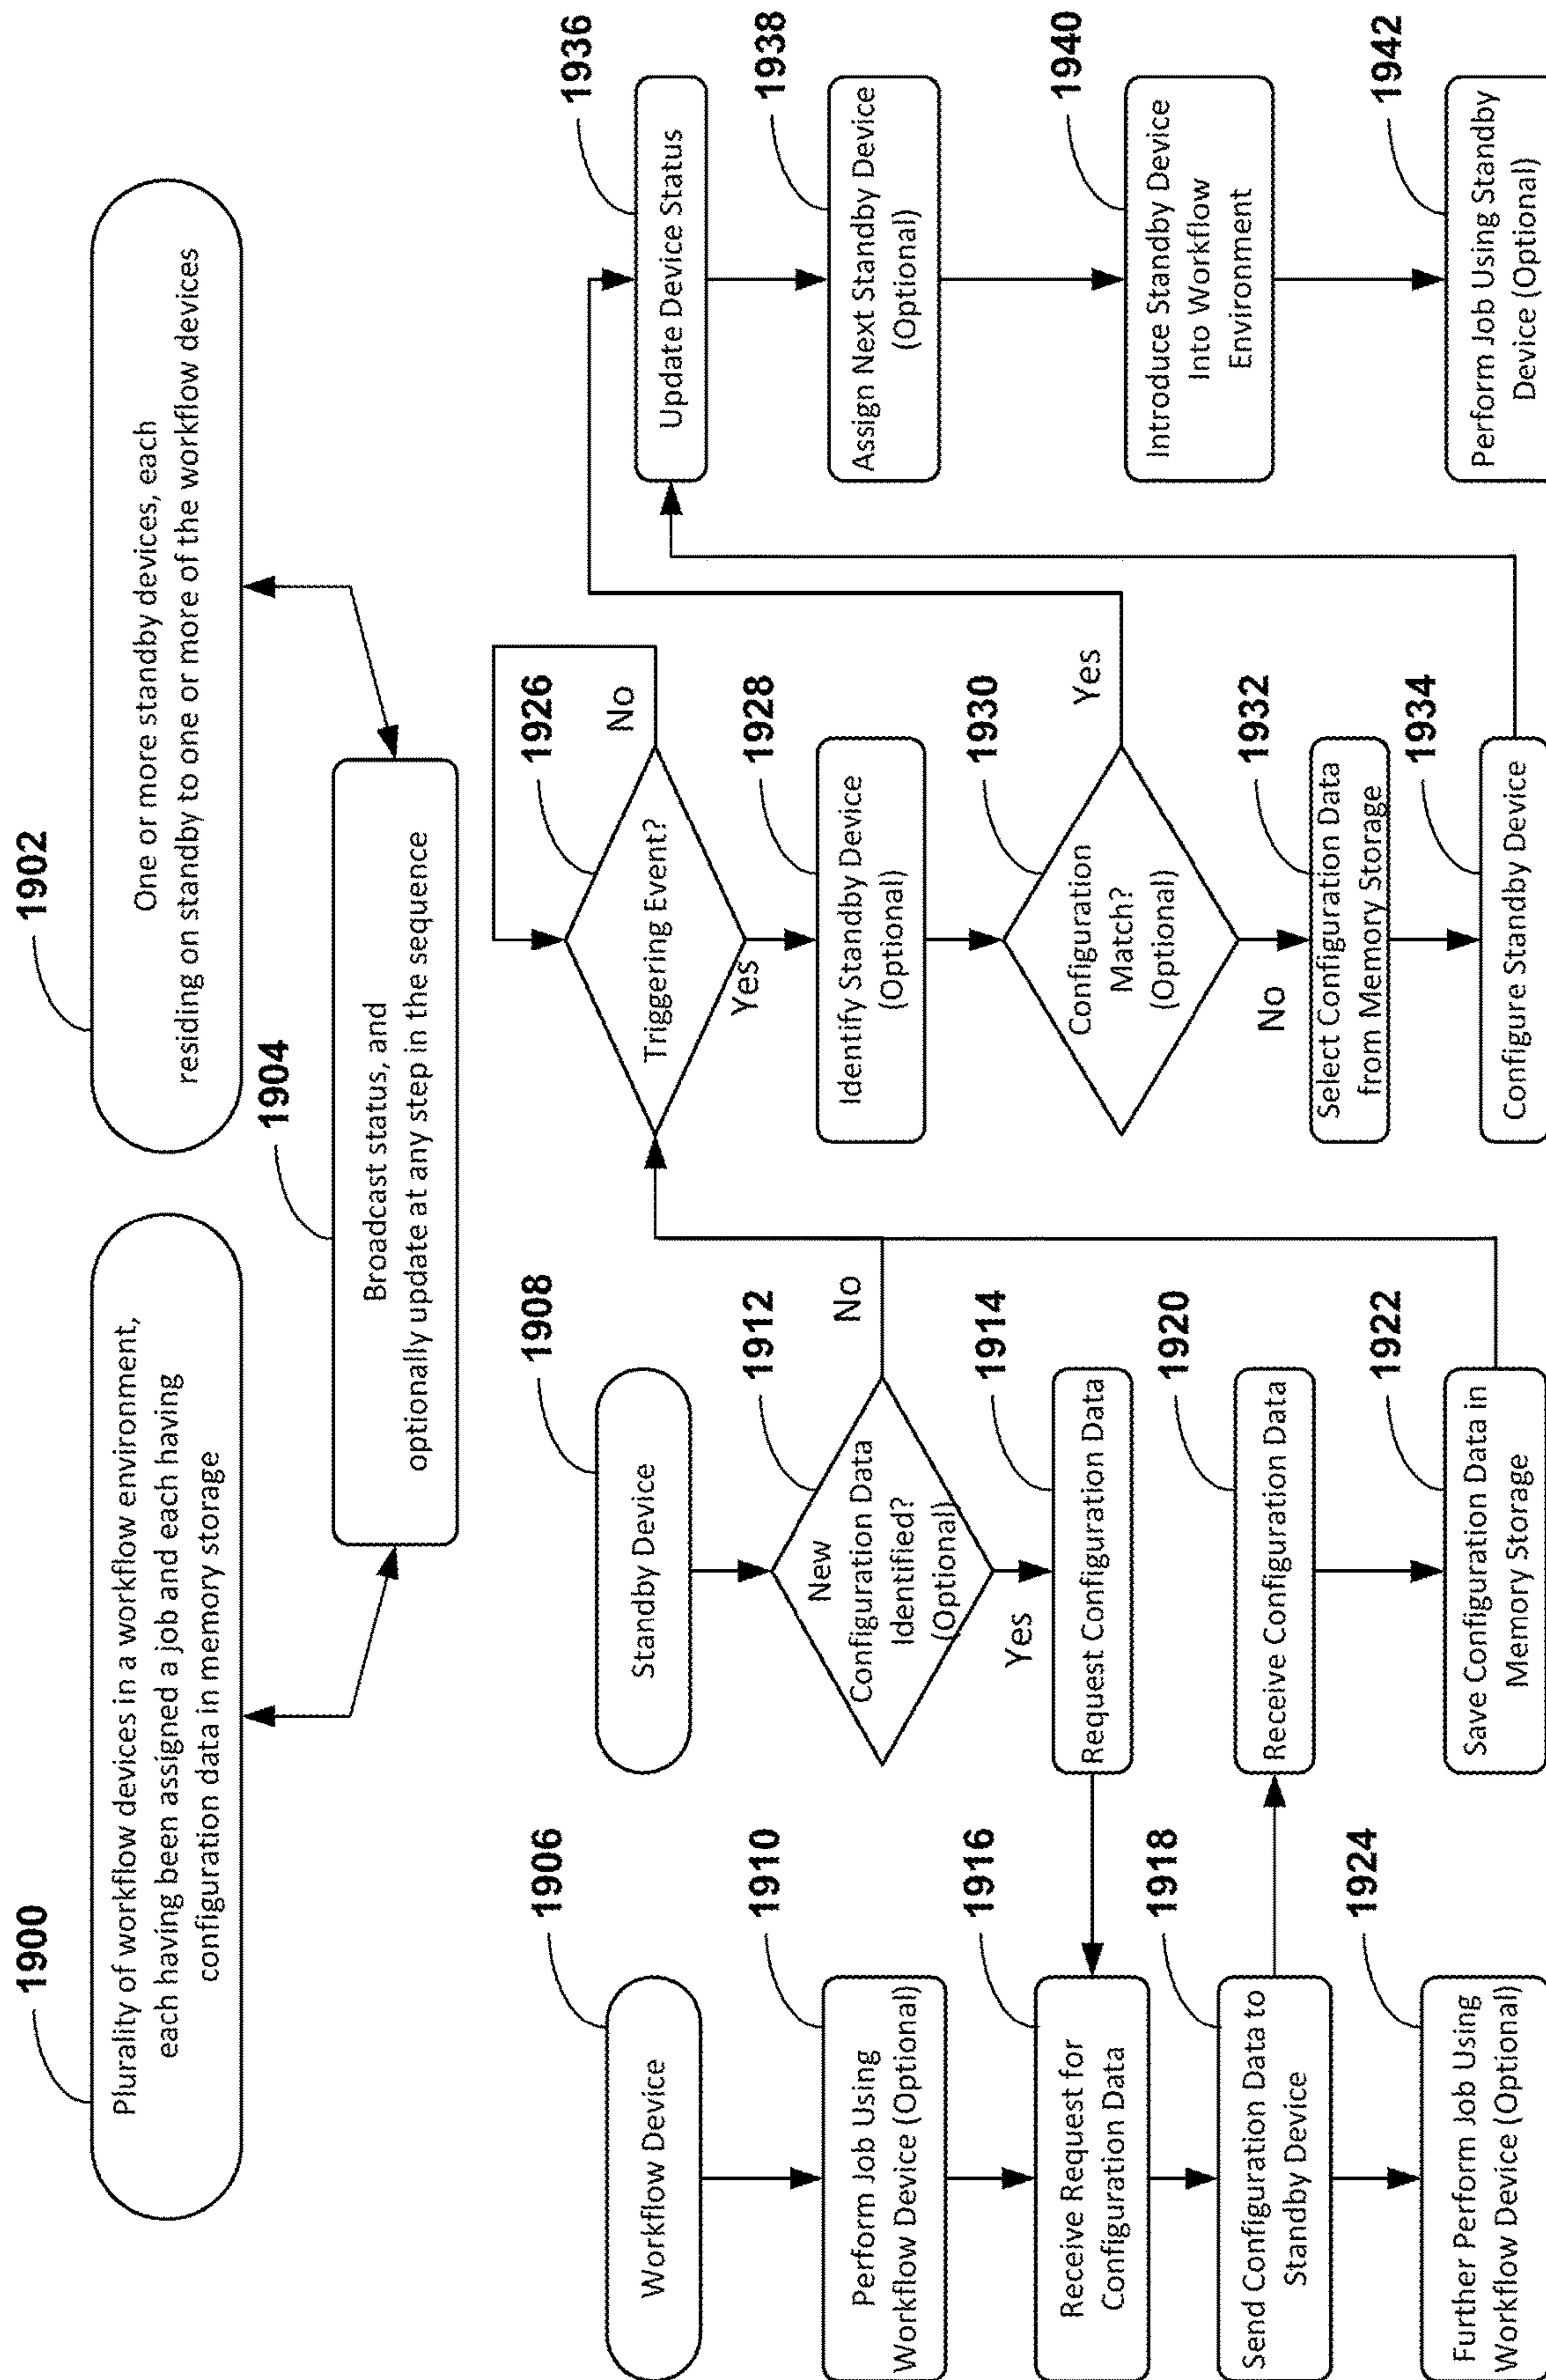 1900
Plurality of workflow devices in a workflow environment,
each having been assigned a job and each having
configuration data in memory storage
1902
One or more standby devices, each
residing on standby to one or more of the workflow devices
1904
Broadcast status, and
optionally update at any step in the sequence
1906
Workflow Device
1910
Perform Job Using
Workflow Device (Optional)
1916
Receive Request for
Configuration Data
1918
Send Configuration Data to
Standby Device
1924
Further Perform Job Using
Workflow Device (Optional)
1908
Standby Device
1912
New
Configuration Data
Identified?
(Optional)
No
Yes
1914
Request Configuration Data
1920
Receive Configuration Data
1922
Save Configuration Data in
Memory Storage
1926
Triggering Event?
No
Yes
1928
Identify Standby Device
(Optional)
1930
Configuration
Match?
(Optional)
Yes
No
1932
Select Configuration Data
from Memory Storage
1934
Configure Standby Device
1936
Update Device Status
1938
Assign Next Standby Device
(Optional)
1940
Introduce Standby Device
Into Workflow
Environment
1942
Perform Job Using Standby
Device (Optional)